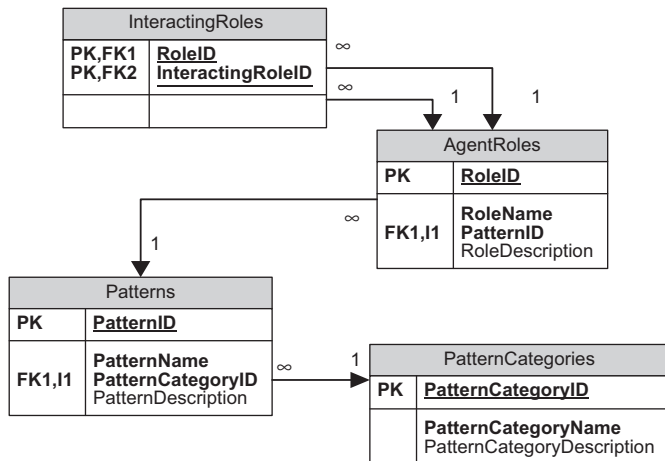 InteractingRoles
PK,FK1 RoleID
PK,FK2 InteractingRoleID
∞
∞
1
1
AgentRoles
PK RoleID
RoleName
FK1,I1 PatternID
RoleDescription
∞
1
Patterns
PK PatternID
PatternName
FK1,I1 PatternCategoryID
PatternDescription
∞
1
PatternCategories
PK PatternCategoryID
PatternCategoryName
PatternCategoryDescription